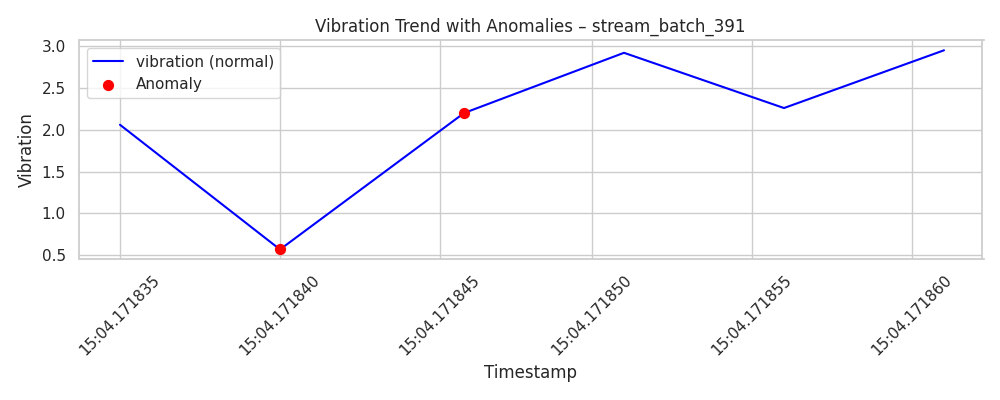 Vibration Trend with Anomalies – stream_batch_391
3.0
2.5
2.0
1.5
1.0
0.5
Vibration
vibration (normal)
Anomaly
15:04.171835
15:04.171840
15:04.171845
15:04.171850
15:04.171855
15:04.171860
Timestamp